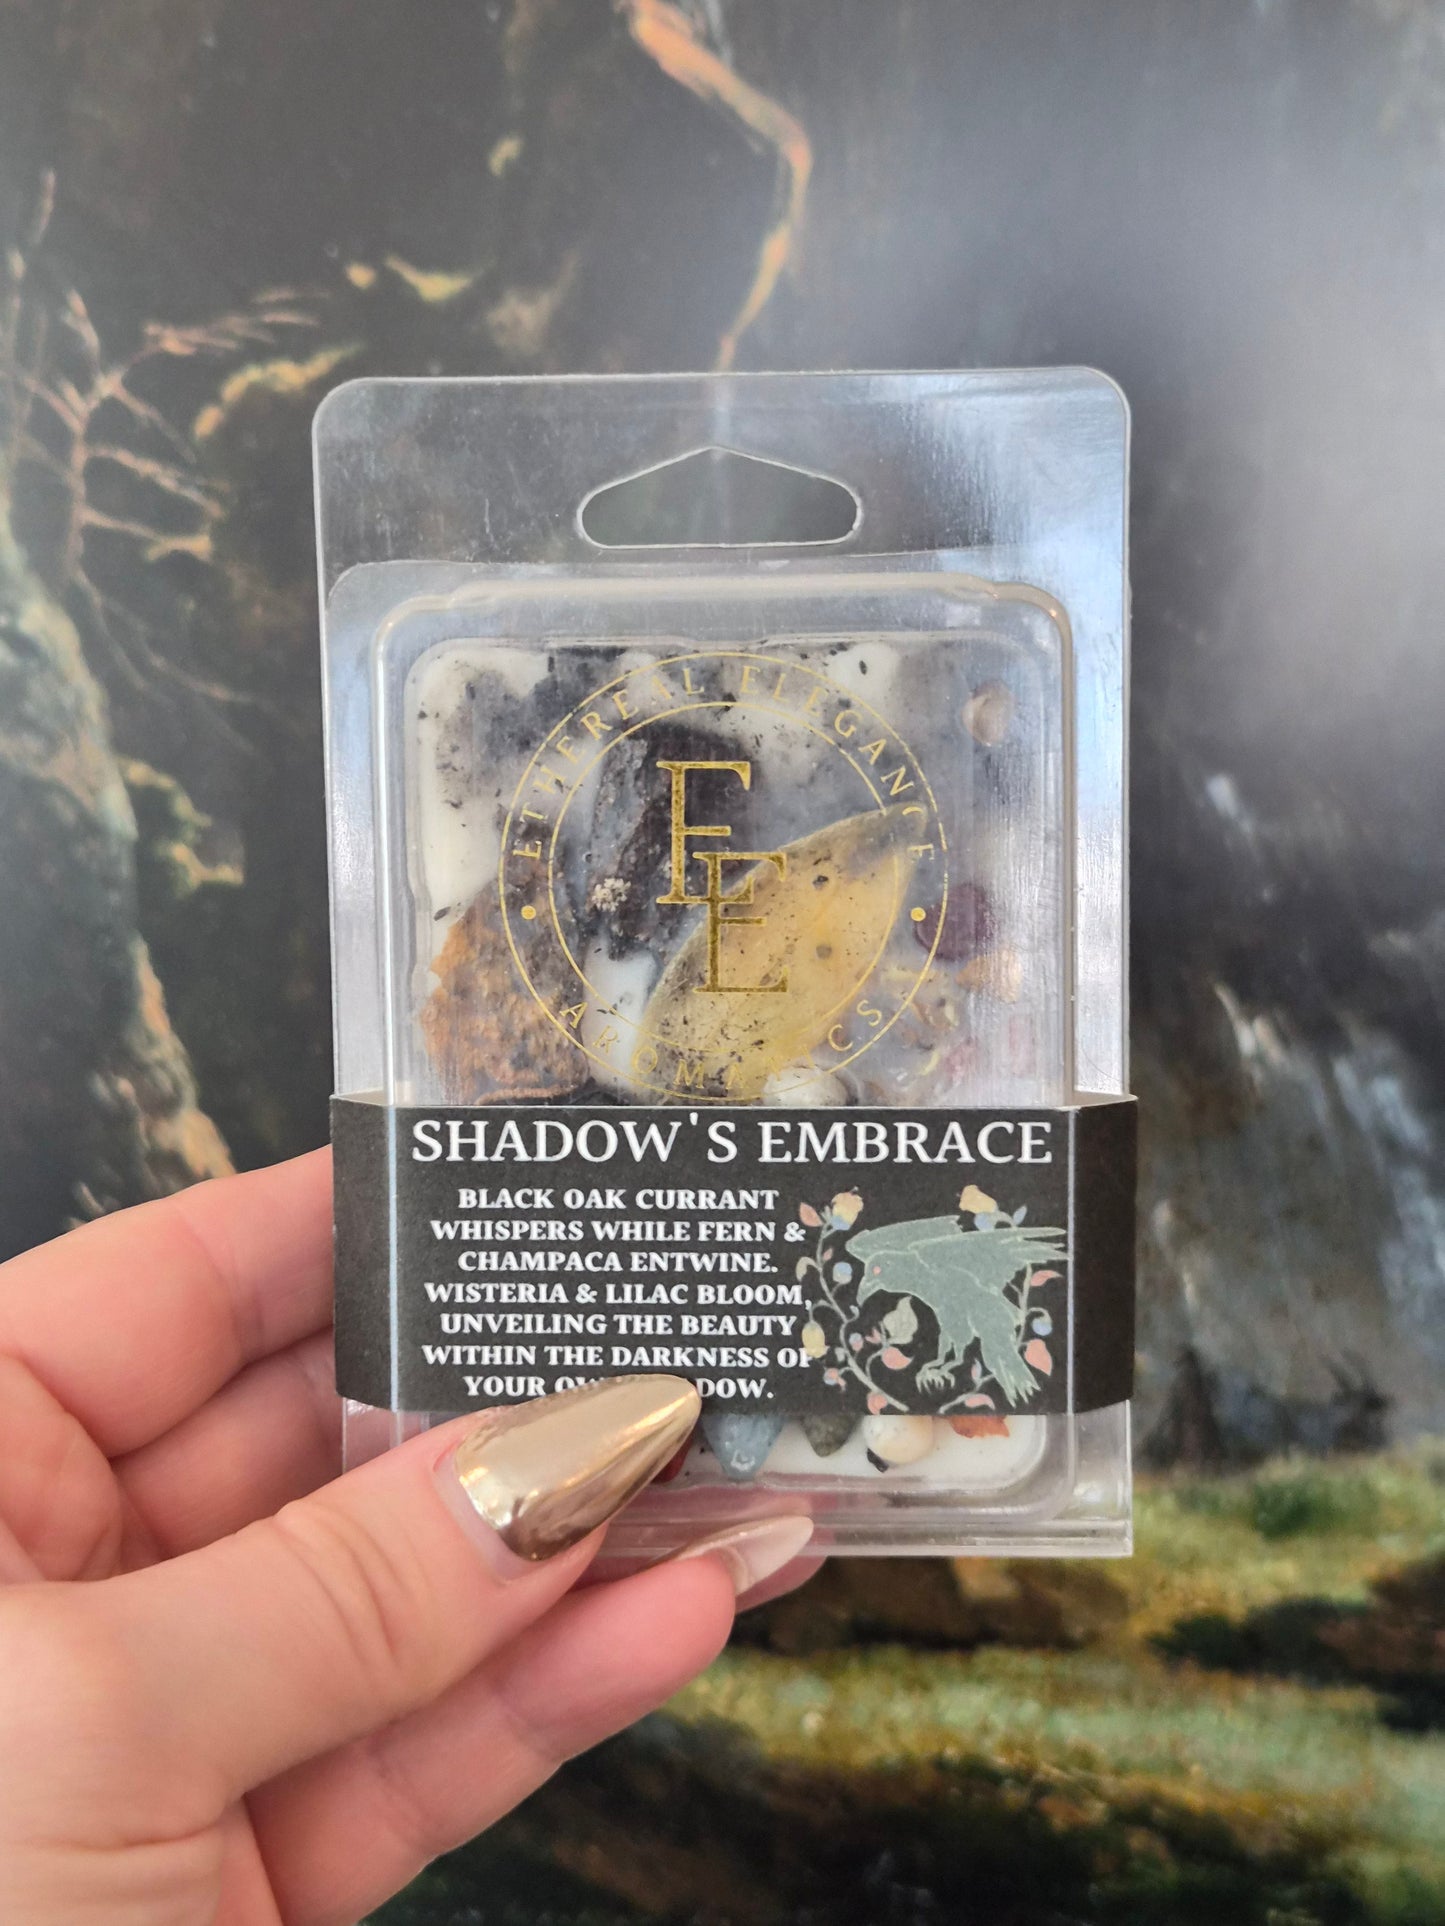 ETHEREAL ELEGANCE
EE
AROMATICS
SHADOW'S EMBRACE
BLACK OAK CURRANT
WHISPERS WHILE FERN &
CHAMPACA ENTWINE.
WISTERIA & LILAC BLOOM,
UNVEILING THE BEAUTY
WITHIN THE DARKNESS OF
YOUR